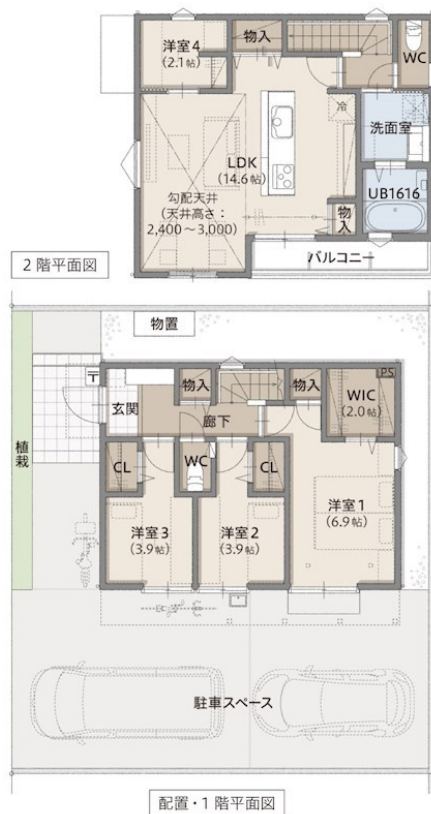 洋室4
(2.1帖)
物入
WC
冷
洗面室
LDK
(14.6帖)
勾配天井
(天井高さ：
2,400～3,000)
物入
UB1616
バルコニー
2階平面図
物置
〒
玄関
物入
物入
PS
WIC
(2.0帖)
廊下
植栽
CL
WC
CL
洋室3
(3.9帖)
洋室2
(3.9帖)
洋室1
(6.9帖)
駐車スペース
配置・1階平面図